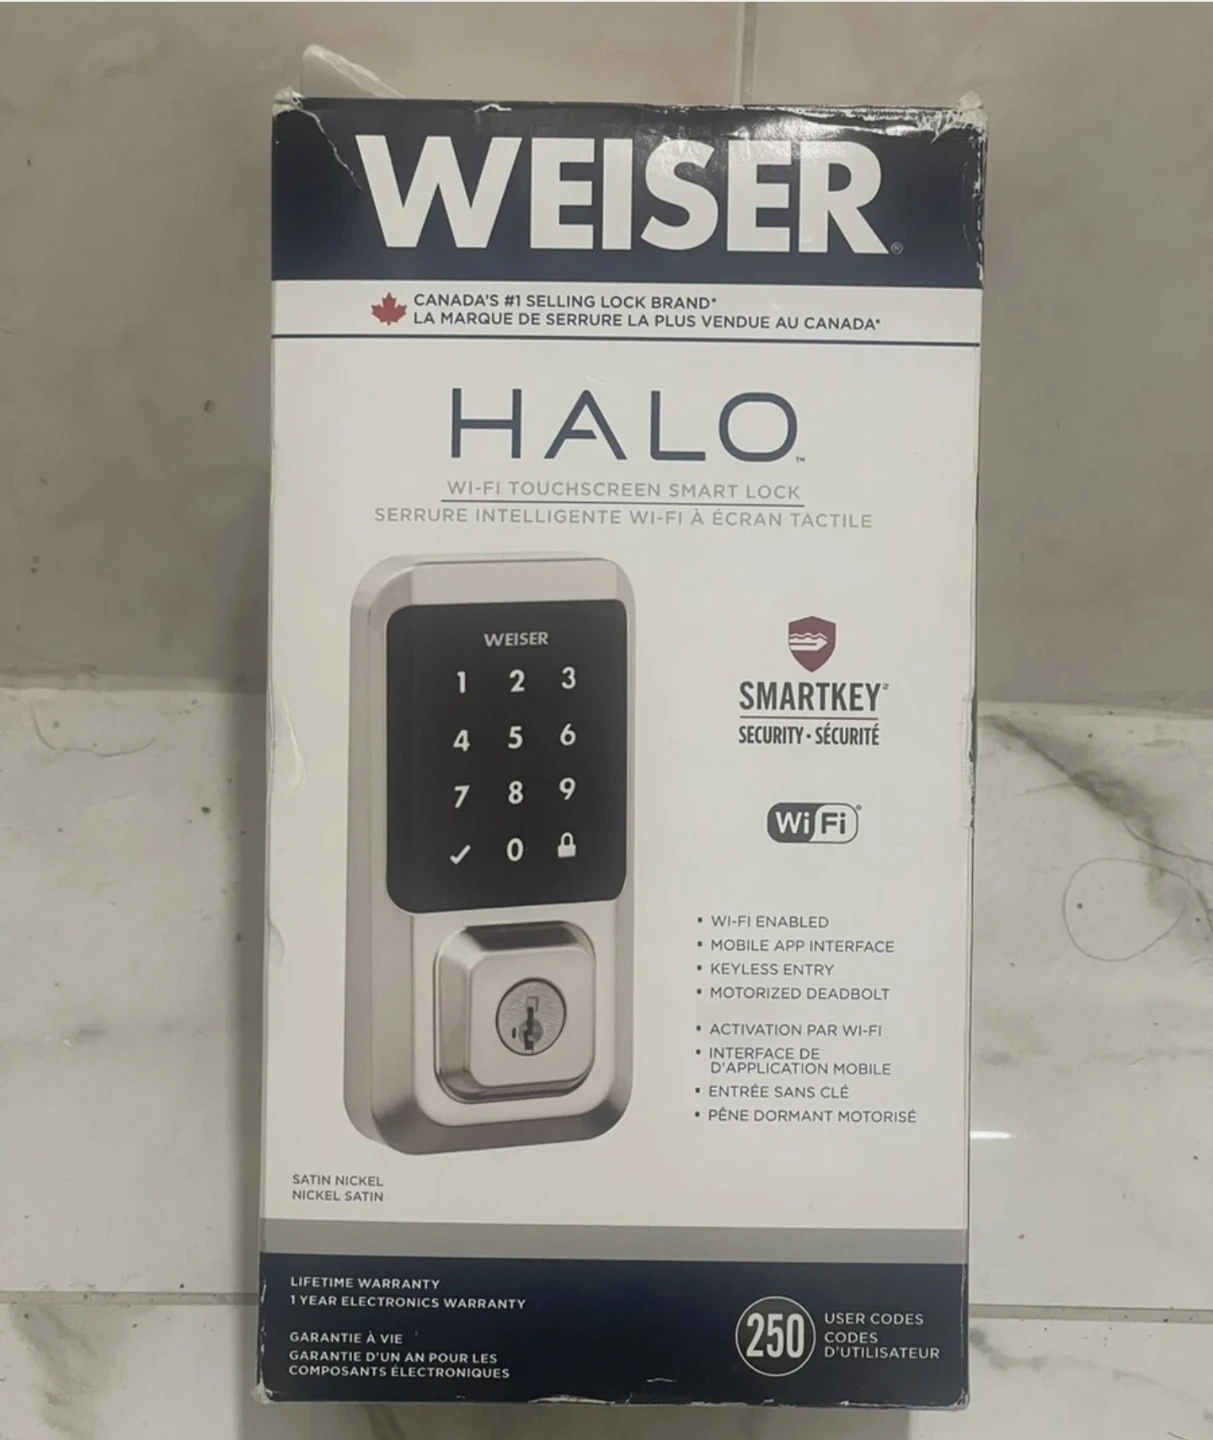 WEISER®
CANADA'S #1 SELLING LOCK BRAND*
LA MARQUE DE SERRURE LA PLUS VENDUE AU CANADA*
HALO™
WI-FI TOUCHSCREEN SMART LOCK
SERRURE INTELLIGENTE WI-FI À ÉCRAN TACTILE
WEISER
1 2 3
4 5 6
7 8 9
0
SMARTKEY
SECURITY · SÉCURITÉ
WiFi®
• WI-FI ENABLED
• MOBILE APP INTERFACE
• KEYLESS ENTRY
• MOTORIZED DEADBOLT
• ACTIVATION PAR WI-FI
• INTERFACE DE
D'APPLICATION MOBILE
• ENTRÉE SANS CLÉ
• PÊNE DORMANT MOTORISÉ
SATIN NICKEL
NICKEL SATIN
LIFETIME WARRANTY
1 YEAR ELECTRONICS WARRANTY
GARANTIE À VIE
GARANTIE D'UN AN POUR LES
COMPOSANTS ÉLECTRONIQUES
250
USER CODES
CODES
D'UTILISATEUR